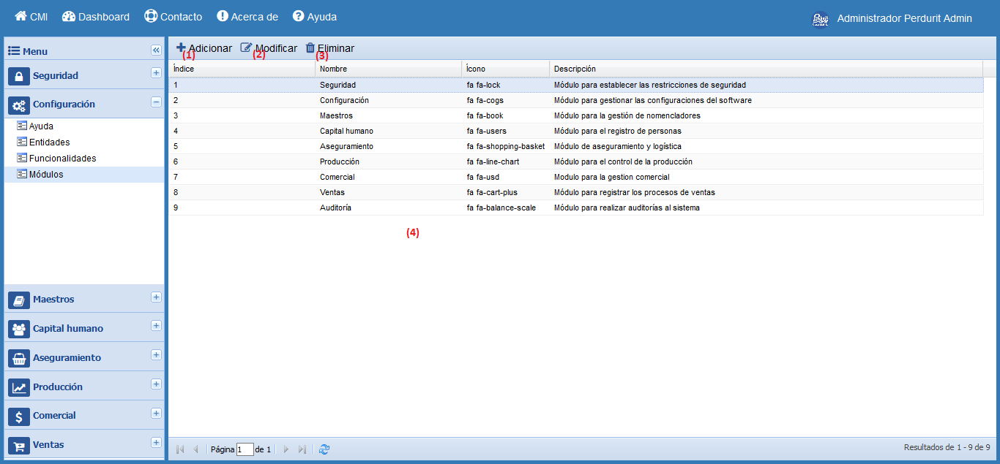 CMI Dashboard Contacto Acerca de Ayuda Administrador Perdurit Admin
Menu
Seguridad
Configuración
Ayuda
Entidades
Funcionalidades
Módulos
Maestros
Capital humano
Aseguramiento
Producción
Comercial
Ventas
Adicionar Modificar Eliminar
(1) (2) (3)
Índice Nombre Ícono Descripción
1 Seguridad fa fa-lock Módulo para establecer las restricciones de seguridad
2 Configuración fa fa-cogs Módulo para gestionar las configuraciones del software
3 Maestros fa fa-book Módulo para la gestión de nomencladores
4 Capital humano fa fa-users Módulo para el registro de personas
5 Aseguramiento fa fa-shopping-basket Módulo de aseguramiento y logística
6 Producción fa fa-line-chart Módulo para el control de la producción
7 Comercial fa fa-usd Modulo para la gestion comercial
8 Ventas fa fa-cart-plus Módulo para registrar los procesos de ventas
9 Auditoría fa fa-balance-scale Módulo para realizar auditorías al sistema
(4)
Página 1 de 1 Resultados de 1 - 9 de 9